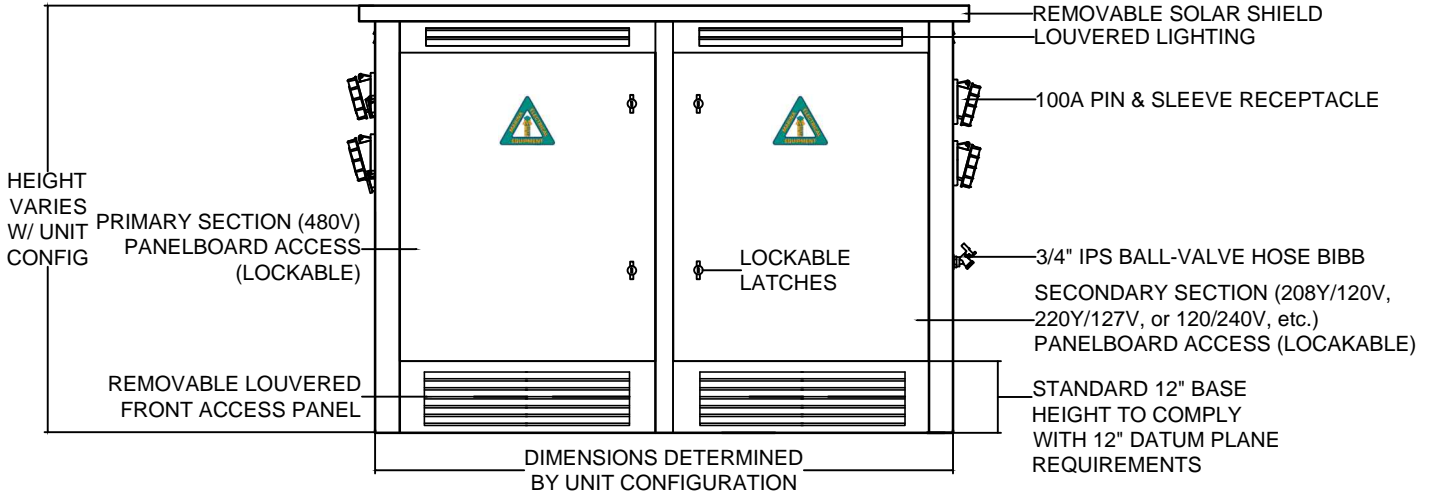 REMOVABLE SOLAR SHIELD
LOUVERED LIGHTING
100A PIN & SLEEVE RECEPTACLE
HEIGHT
VARIES
W/ UNIT
CONFIG
PRIMARY SECTION (480V)
PANELBOARD ACCESS
(LOCKABLE)
LOCKABLE
LATCHES
3/4" IPS BALL-VALVE HOSE BIBB
SECONDARY SECTION (208Y/120V,
220Y/127V, or 120/240V, etc.)
PANELBOARD ACCESS (LOCAKABLE)
REMOVABLE LOUVERED
FRONT ACCESS PANEL
STANDARD 12" BASE
HEIGHT TO COMPLY
WITH 12" DATUM PLANE
REQUIREMENTS
DIMENSIONS DETERMINED
BY UNIT CONFIGURATION
EQUIPMENT
EQUIPMENT